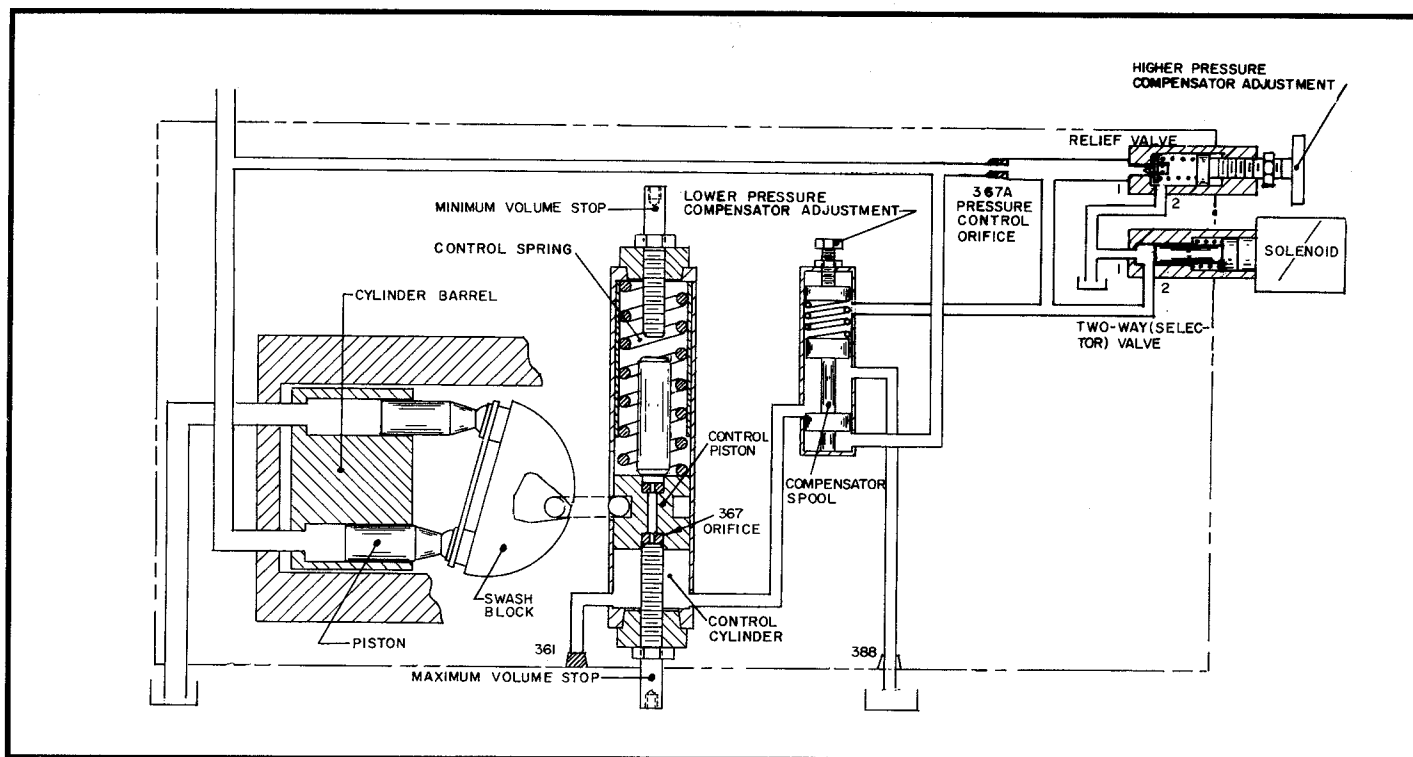 HIGHER PRESSURE
COMPENSATOR ADJUSTMENT
RELIEF VALVE
1
2
367A
PRESSURE
CONTROL
ORIFICE
LOWER PRESSURE
COMPENSATOR ADJUSTMENT
MINIMUM VOLUME STOP
CONTROL SPRING
CYLINDER BARREL
SOLENOID
1
2
TWO-WAY(SELEC-
TOR) VALVE
CONTROL
PISTON
COMPENSATOR
SPOOL
367
ORIFICE
SWASH
BLOCK
PISTON
CONTROL
CYLINDER
361
388
MAXIMUM VOLUME STOP